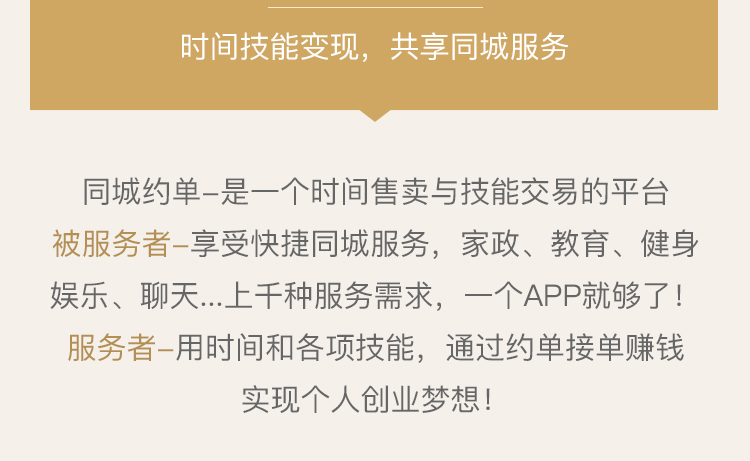 时间技能变现，共享同城服务
同城约单–是一个时间售卖与技能交易的平台
被服务者–享受快捷同城服务，家政、教育、健身
娱乐、聊天...上千种服务需求，一个APP就够了！
服务者–用时间和各项技能，通过约单接单赚钱
实现个人创业梦想！